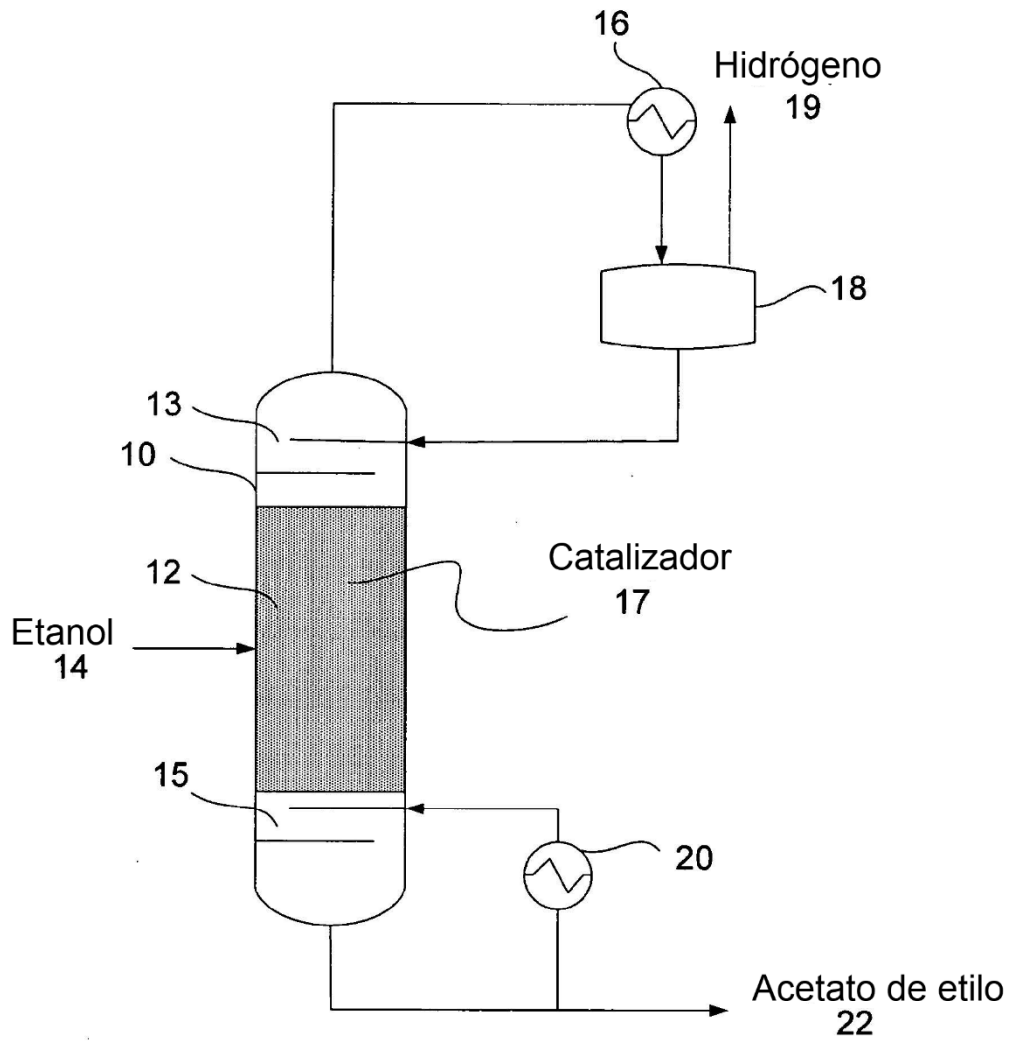 16
Hidrógeno
19
18
13
10
12
Catalizador
17
Etanol
14
15
20
Acetato de etilo
22